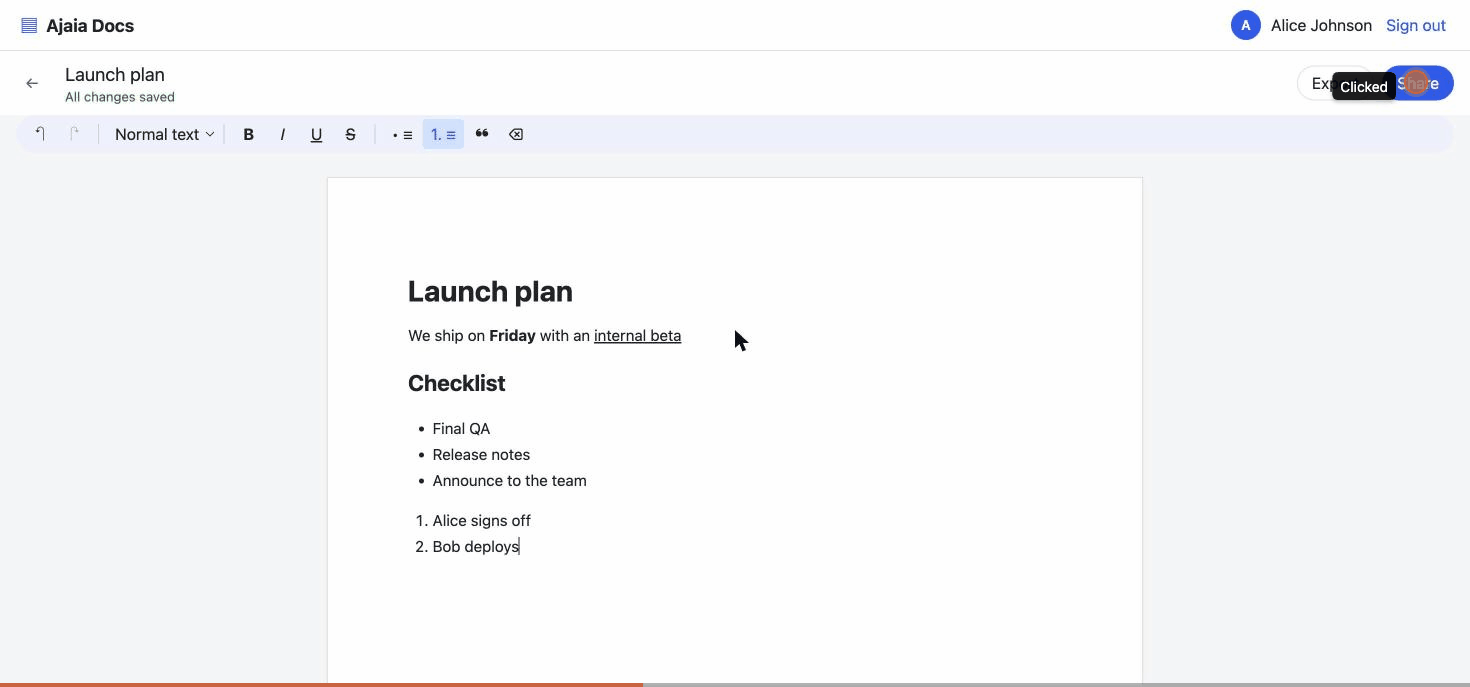 Ajaia Docs
A Alice Johnson Sign out
Launch plan
All changes saved
Clicked
Normal text B I U S 1.
Launch plan
We ship on Friday with an internal beta
Checklist
• Final QA
• Release notes
• Announce to the team
1. Alice signs off
2. Bob deploys